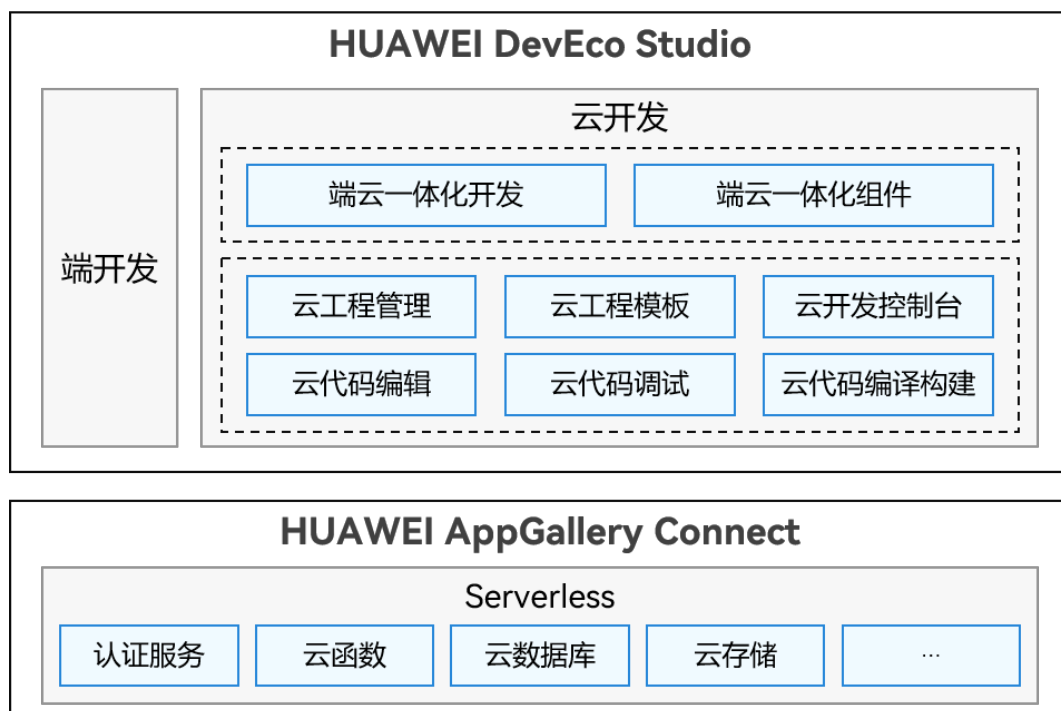 HUAWEI DevEco Studio
端开发
云开发
端云一体化开发
端云一体化组件
云工程管理
云工程模板
云开发控制台
云代码编辑
云代码调试
云代码编译构建
HUAWEI AppGallery Connect
Serverless
认证服务
云函数
云数据库
云存储
...